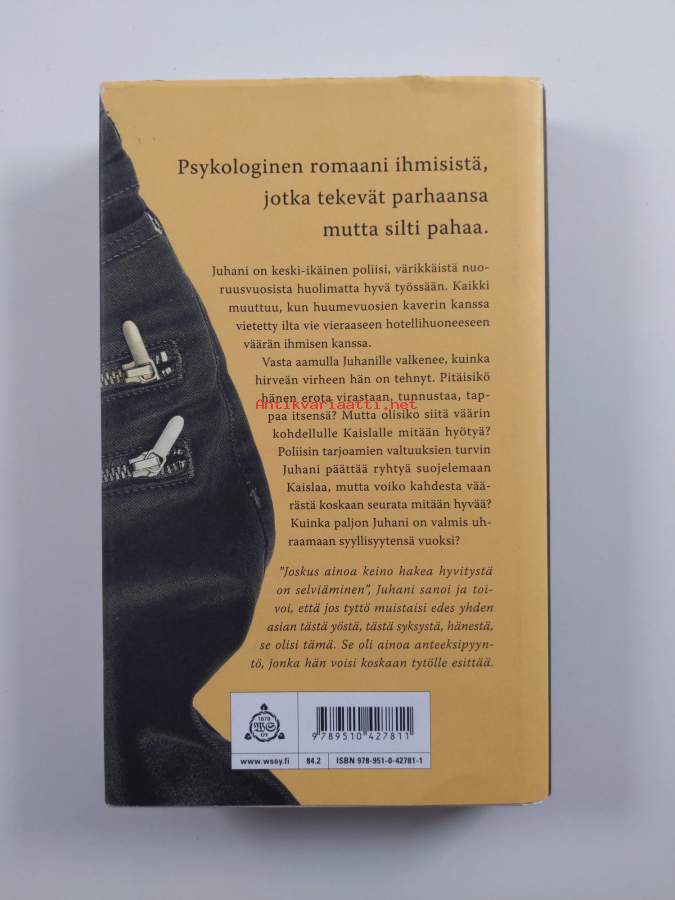 Psykologinen romaani ihmisistä,
jotka tekevät parhaansa
mutta silti pahaa.
Juhani on keski-ikäinen poliisi, värikkäistä nuo-
ruusvuosista huolimatta hyvä työssään. Kaikki
muuttuu, kun huumevuosien kaverin kanssa
vietetty ilta vie vieraaseen hotellihuoneeseen
väärän ihmisen kanssa.
Vasta aamulla Juhanille valkenee, kuinka
hirveän virheen hän on tehnyt. Pitäisikö
hänen erota virastaan, tunnustaa, tap-
Antikvariaatti.net
paa itsensä? Mutta olisiko siitä väärin
kohdellulle Kaislalle mitään hyötyä?
Poliisin tarjoamien valtuuksien turvin
Juhani päättää ryhtyä suojelemaan
Kaislaa, mutta voiko kahdesta vää-
rästä koskaan seurata mitään hyvää?
Kuinka paljon Juhani on valmis uh-
raamaan syyllisyytensä vuoksi?
"Joskus ainoa keino hakea hyvitystä
on selviäminen", Juhani sanoi ja toi-
voi, että jos tyttö muistaisi edes yhden
asian tästä yöstä, tästä syksystä, hänestä,
se olisi tämä. Se oli ainoa anteeksipyyn-
tö, jonka hän voisi koskaan tytölle esittää.
1878
WS
OY
9 789510 427811
www.wsoy.fi
84.2
ISBN 978-951-0-42781-1